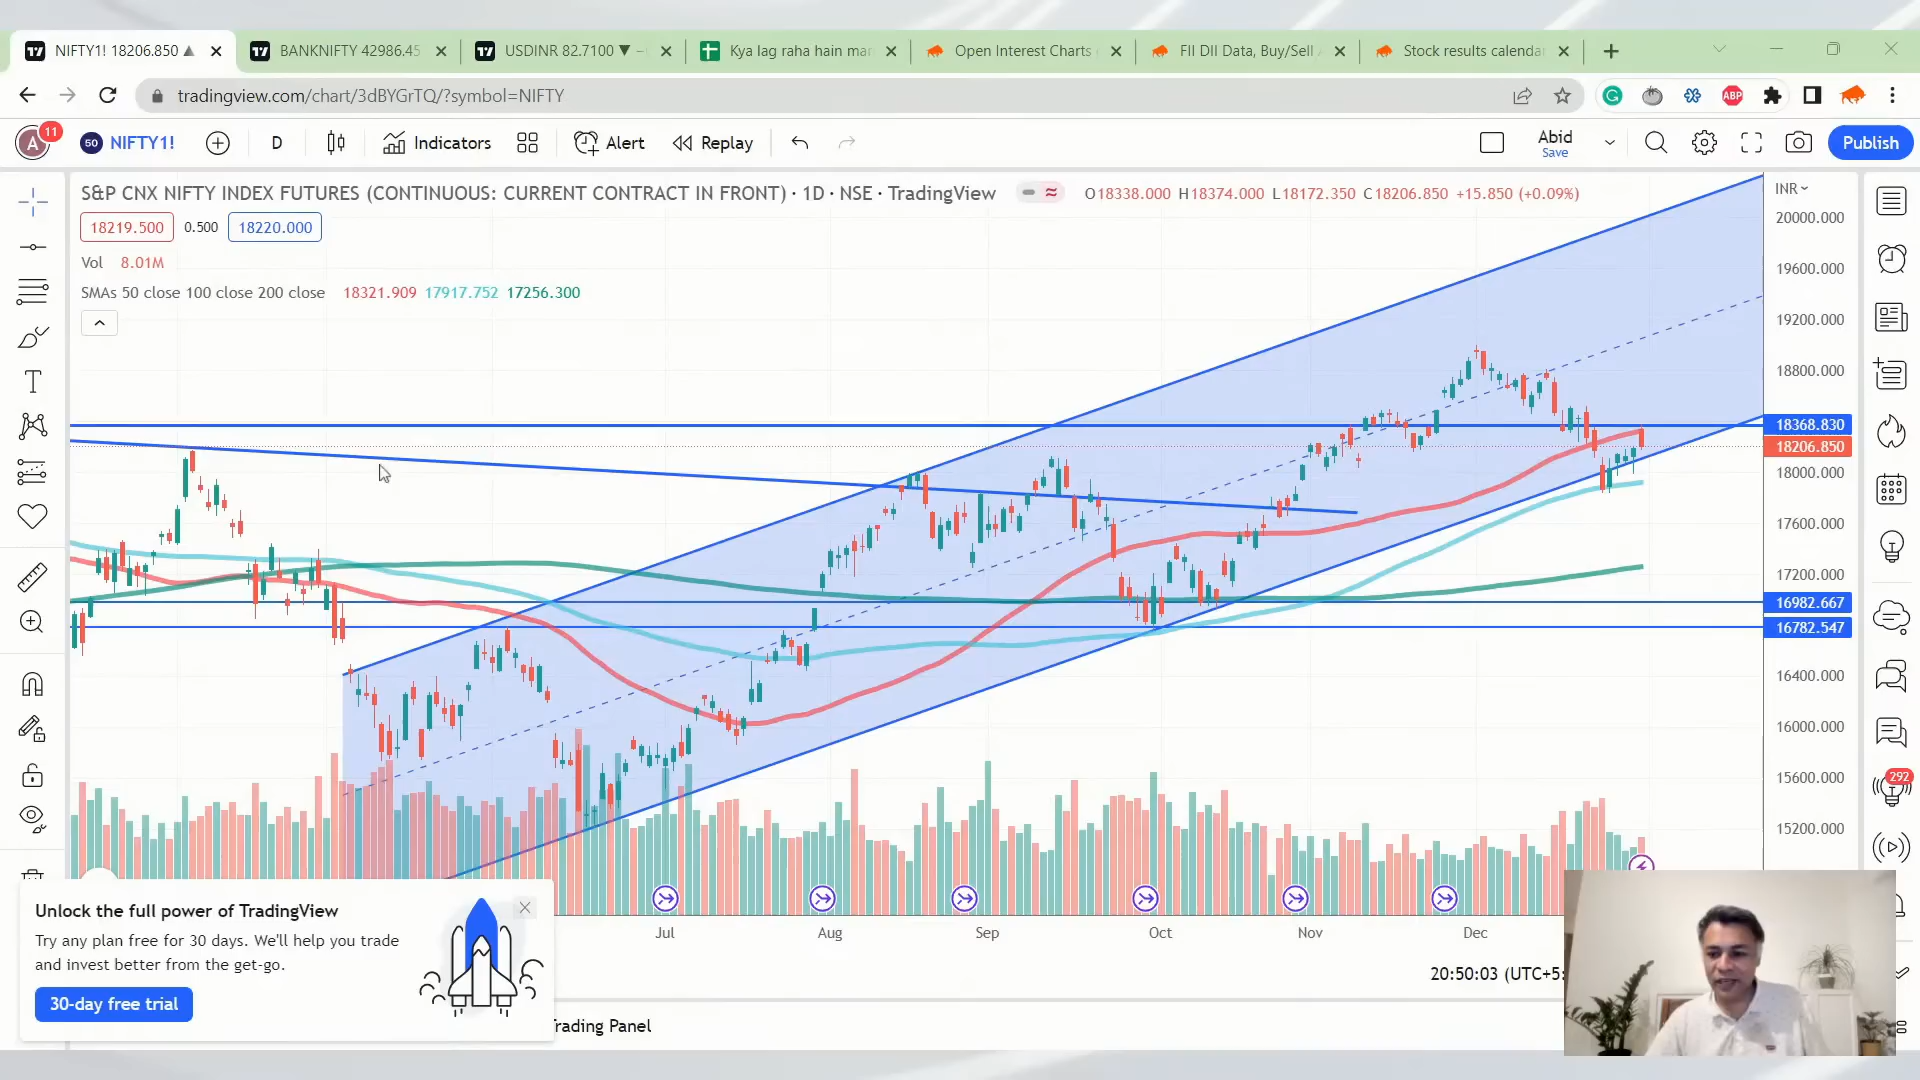 NIFTY1! 18206.850 ▲
BANKNIFTY 42986.45
USDINR 82.7100 ▼ –
Kya lag raha hain mar
Open Interest Charts
FII DII Data, Buy/Sell
Stock results calenda
tradingview.com/chart/3dBYGrTQ/?symbol=NIFTY
ABP
A
11
50
NIFTY1!
D
Indicators
Alert
Replay
Abid
Save
Publish
S&P CNX NIFTY INDEX FUTURES (CONTINUOUS: CURRENT CONTRACT IN FRONT) · 1D · NSE · TradingView
O18338.000 H18374.000 L18172.350 C18206.850 +15.850 (+0.09%)
INR
18219.500
0.500
18220.000
Vol 8.01M
SMAs 50 close 100 close 200 close 18321.909 17917.752 17256.300
20000.000
19600.000
19200.000
18800.000
18368.830
18206.850
18000.000
17600.000
17200.000
16982.667
16782.547
16400.000
16000.000
15600.000
15200.000
292
Jul
Aug
Sep
Oct
Nov
Dec
Unlock the full power of TradingView
Try any plan free for 30 days. We'll help you trade
and invest better from the get-go.
30-day free trial
20:50:03 (UTC+5:
Trading Panel